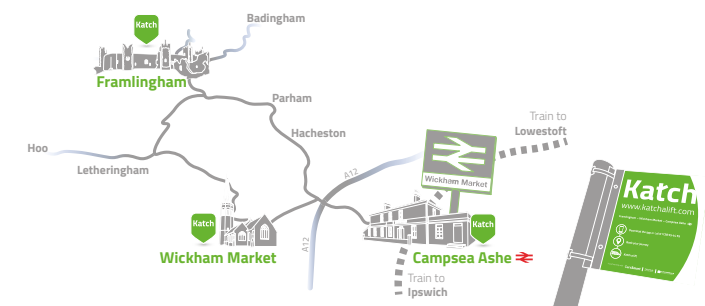 Badingham
Katch
Framlingham
Parham
Hacheston
Train to
Lowestoft
Hoo
Letheringham
A12
Wickham Market
Katch
www.katchalift.com
Katch
Katch
A12
Wickham Market
Campsea Ashe
Train to
Ipswich